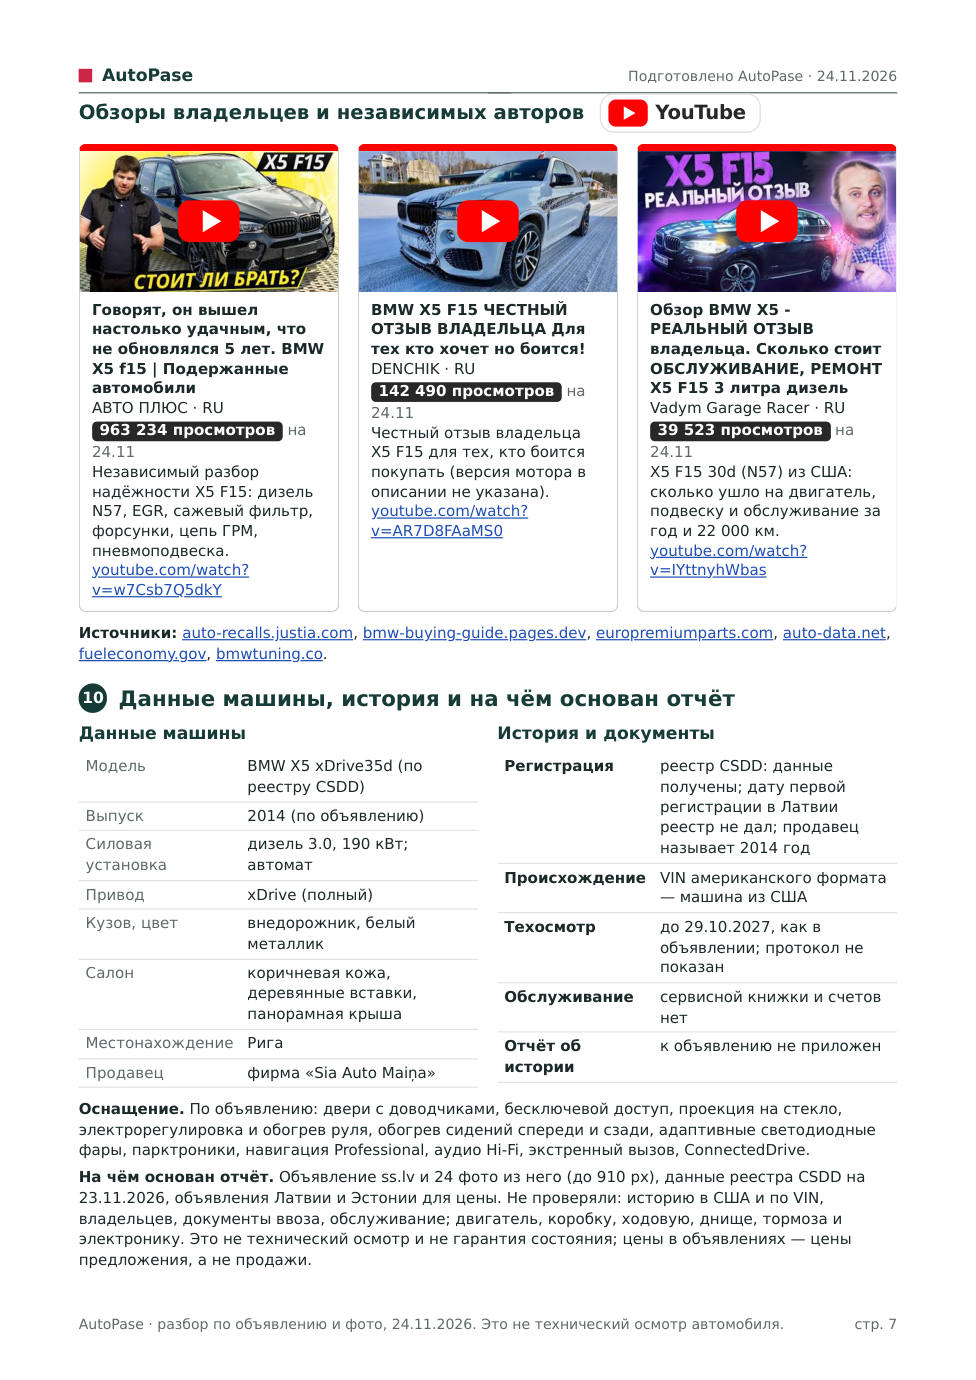 AutoPase
Подготовлено AutoPase · 24.11.2026
Обзоры владельцев и независимых авторов
YouTube
X5 F15
СТОИТ ЛИ БРАТЬ?
Говорят, он вышел
настолько удачным, что
не обновлялся 5 лет. BMW
X5 f15 | Подержанные
автомобили
АВТО ПЛЮС · RU
963 234 просмотров на
24.11
Независимый разбор
надёжности X5 F15: дизель
N57, EGR, сажевый фильтр,
форсунки, цепь ГРМ,
пневмоподвеска.
youtube.com/watch?
v=w7Csb7Q5dkY
BMW X5 F15 ЧЕСТНЫЙ
ОТЗЫВ ВЛАДЕЛЬЦА Для
тех кто хочет но боится!
DENCHIK · RU
142 490 просмотров на
24.11
Честный отзыв владельца
X5 F15 для тех, кто боится
покупать (версия мотора в
описании не указана).
youtube.com/watch?
v=AR7D8FAaMS0
X5 F15
РЕАЛЬНЫЙ ОТЗЫВ
Обзор BMW X5 -
РЕАЛЬНЫЙ ОТЗЫВ
владельца. Сколько стоит
ОБСЛУЖИВАНИЕ, РЕМОНТ
X5 F15 3 литра дизель
Vadym Garage Racer · RU
39 523 просмотров на
24.11
X5 F15 30d (N57) из США:
сколько ушло на двигатель,
подвеску и обслуживание за
год и 22 000 км.
youtube.com/watch?
v=IYttnyhWbas
Источники: auto-recalls.justia.com, bmw-buying-guide.pages.dev, europremiumparts.com, auto-data.net,
fueleconomy.gov, bmwtuning.co.
10 Данные машины, история и на чём основан отчёт
Данные машины
Модель BMW X5 xDrive35d (по
реестру CSDD)
Выпуск 2014 (по объявлению)
Силовая дизель 3.0, 190 кВт;
установка автомат
Привод xDrive (полный)
Кузов, цвет внедорожник, белый
металлик
Салон коричневая кожа,
деревянные вставки,
панорамная крыша
Местонахождение Рига
Продавец фирма «Sia Auto Maiņa»
История и документы
Регистрация реестр CSDD: данные
получены; дату первой
регистрации в Латвии
реестр не дал; продавец
называет 2014 год
Происхождение VIN американского формата
— машина из США
Техосмотр до 29.10.2027, как в
объявлении; протокол не
показан
Обслуживание сервисной книжки и счетов
нет
Отчёт об к объявлению не приложен
истории
Оснащение. По объявлению: двери с доводчиками, бесключевой доступ, проекция на стекло,
электрорегулировка и обогрев руля, обогрев сидений спереди и сзади, адаптивные светодиодные
фары, парктроники, навигация Professional, аудио Hi-Fi, экстренный вызов, ConnectedDrive.
На чём основан отчёт. Объявление ss.lv и 24 фото из него (до 910 px), данные реестра CSDD на
23.11.2026, объявления Латвии и Эстонии для цены. Не проверяли: историю в США и по VIN,
владельцев, документы ввоза, обслуживание; двигатель, коробку, ходовую, днище, тормоза и
электронику. Это не технический осмотр и не гарантия состояния; цены в объявлениях — цены
предложения, а не продажи.
AutoPase · разбор по объявлению и фото, 24.11.2026. Это не технический осмотр автомобиля.
стр. 7